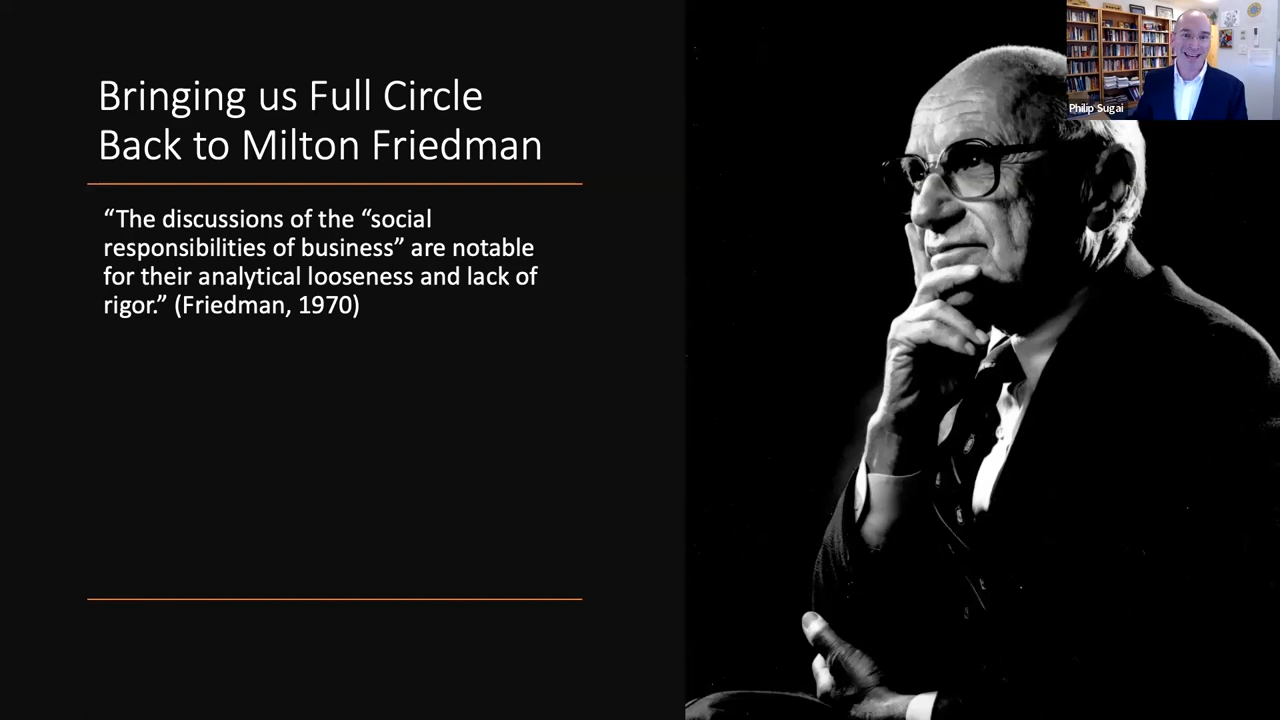 Bringing us Full Circle
Back to Milton Friedman
“The discussions of the “social
responsibilities of business” are notable
for their analytical looseness and lack of
rigor.” (Friedman, 1970)
Philip Sugai